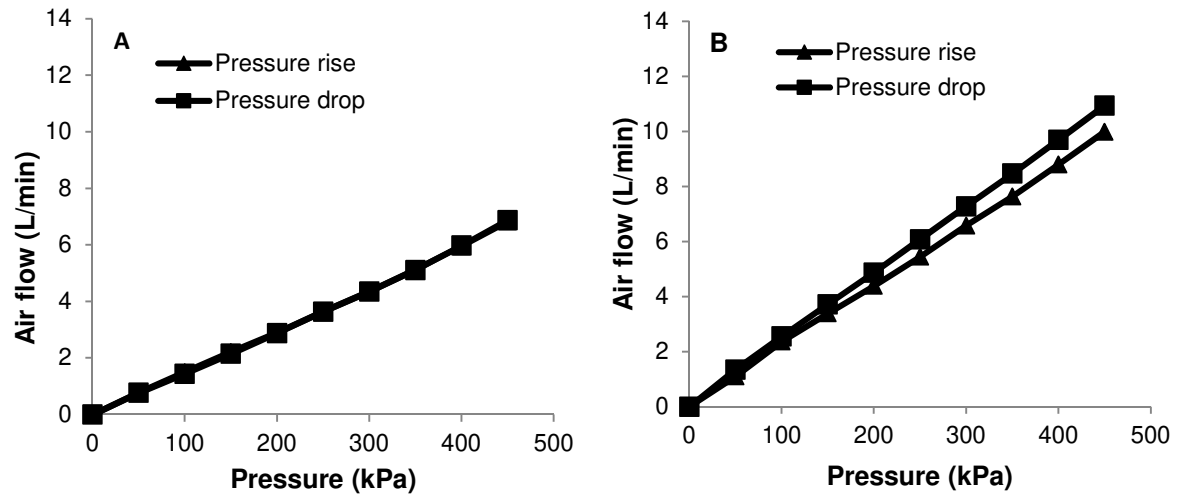 A
Pressure rise
Pressure drop
14
12
10
8
6
4
2
0
0 100 200 300 400 500
Air flow (L/min)
Pressure (kPa)
B
Pressure rise
Pressure drop
14
12
10
8
6
4
2
0
0 100 200 300 400 500
Air flow (L/min)
Pressure (kPa)